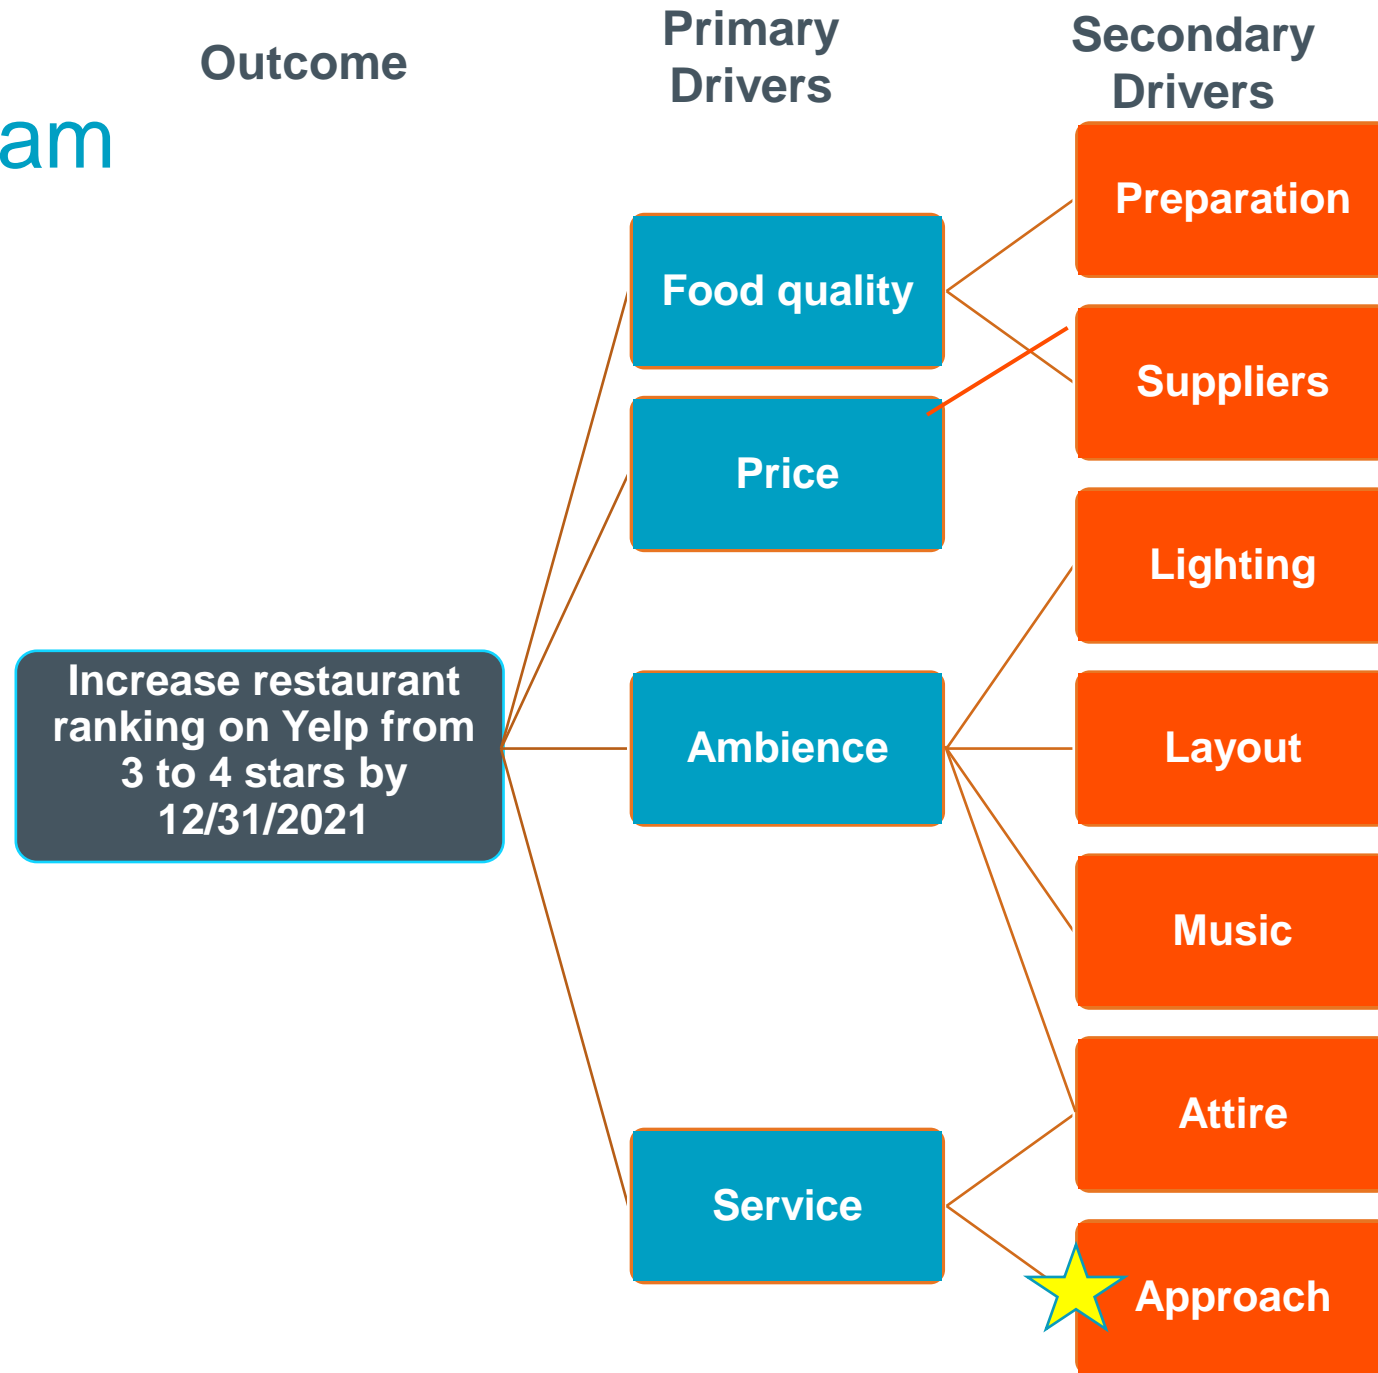 Outcome
Primary
Drivers
Secondary
Drivers
am
Preparation
Food quality
Suppliers
Price
Lighting
Increase restaurant
ranking on Yelp from
3 to 4 stars by
12/31/2021
Ambience
Layout
Music
Attire
Service
Approach